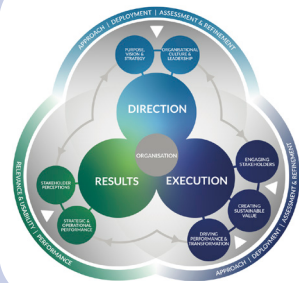 APPROACH | DEPLOYMENT | ASSESSMENT & REFINEMENT
PURPOSE,
VISION &
STRATEGY
ORGANISATIONAL
CULTURE &
LEADERSHIP
DIRECTION
ORGANISATION
RESULTS
EXECUTION
STAKEHOLDER
PERCEPTIONS
STRATEGIC &
OPERATIONAL
PERFORMANCE
ENGAGING
STAKEHOLDERS
CREATING
SUSTAINABLE
VALUE
DRIVING
PERFORMANCE &
TRANSFORMATION
RELEVANCE & USABILITY | PERFORMANCE
APPROACH | DEPLOYMENT | ASSESSMENT & REFINEMENT